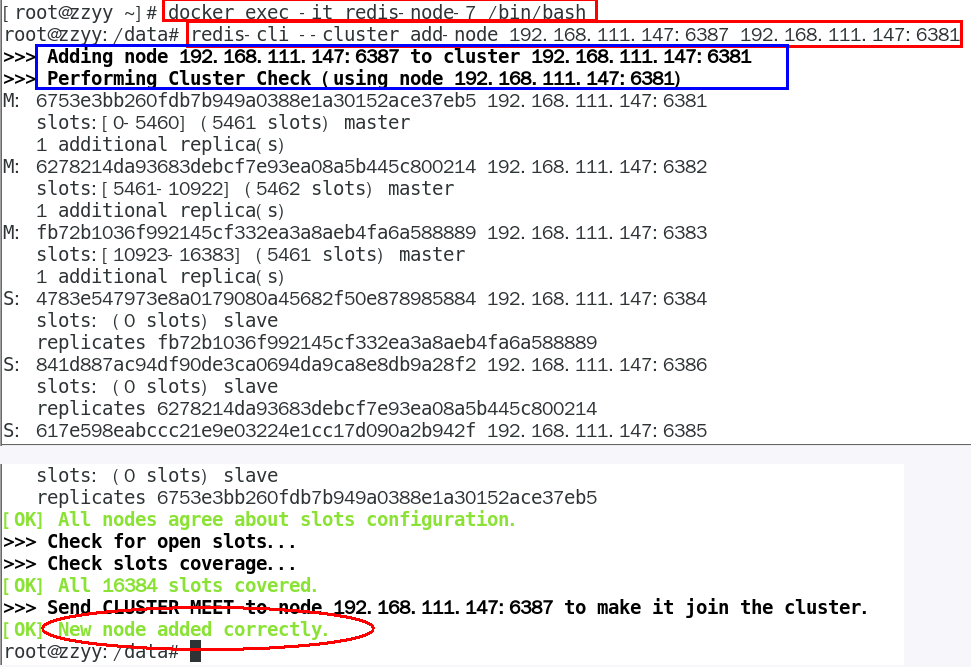 [root@zzyy ~]# docker exec -it redis-node-7 /bin/bash
root@zzyy:/data# redis-cli --cluster add-node 192.168.111.147:6387 192.168.111.147:6381
>>> Adding node 192.168.111.147:6387 to cluster 192.168.111.147:6381
>>> Performing Cluster Check (using node 192.168.111.147:6381)
M: 6753e3bb260fdb7b949a0388e1a30152ace37eb5 192.168.111.147:6381
   slots:[0-5460] (5461 slots) master
   1 additional replica(s)
M: 6278214da93683debcf7e93ea08a5b445c800214 192.168.111.147:6382
   slots:[5461-10922] (5462 slots) master
   1 additional replica(s)
M: fb72b1036f992145cf332ea3a8aeb4fa6a588889 192.168.111.147:6383
   slots:[10923-16383] (5461 slots) master
   1 additional replica(s)
S: 4783e547973e8a0179080a45682f50e878985884 192.168.111.147:6384
   slots: (0 slots) slave
   replicates fb72b1036f992145cf332ea3a8aeb4fa6a588889
S: 841d887ac94df90de3ca0694da9ca8e8db9a28f2 192.168.111.147:6386
   slots: (0 slots) slave
   replicates 6278214da93683debcf7e93ea08a5b445c800214
S: 617e598eabccc21e9e03224e1cc17d090a2b942f 192.168.111.147:6385
   slots: (0 slots) slave
   replicates 6753e3bb260fdb7b949a0388e1a30152ace37eb5
[OK] All nodes agree about slots configuration.
>>> Check for open slots...
>>> Check slots coverage...
[OK] All 16384 slots covered.
>>> Send CLUSTER MEET to node 192.168.111.147:6387 to make it join the cluster.
[OK] New node added correctly.
root@zzyy:/data#